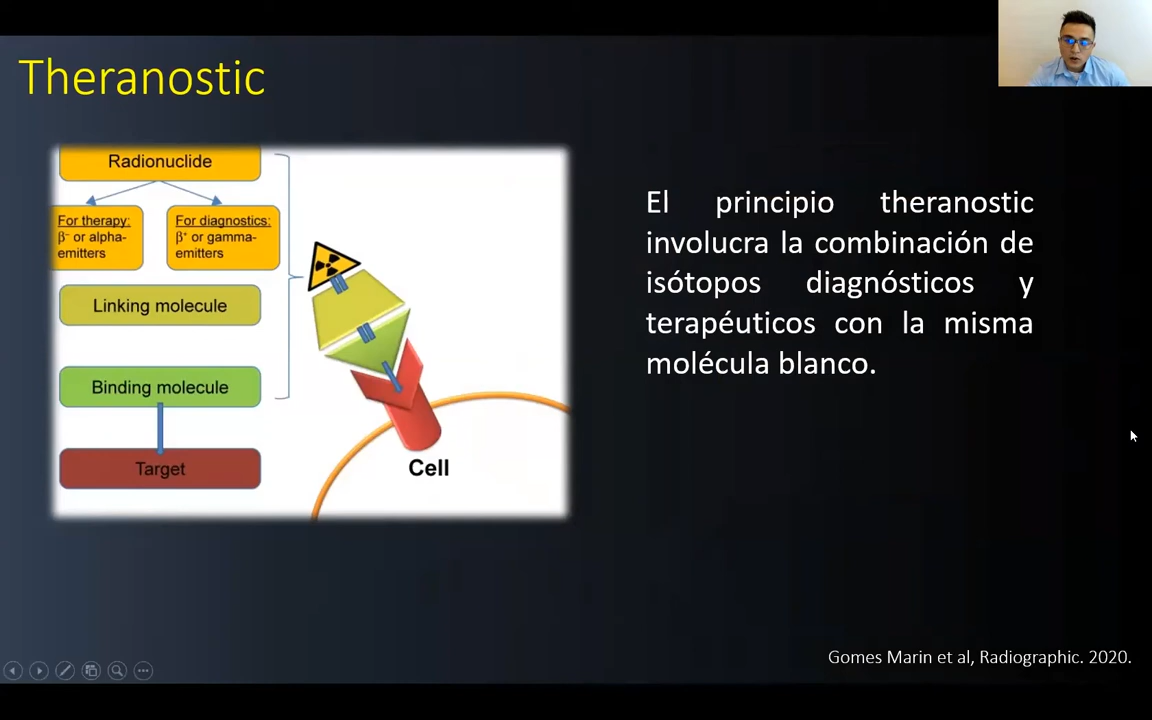 Theranostic
Radionuclide
For therapy:
β⁻ or alpha-
emitters
For diagnostics:
β⁺ or gamma-
emitters
Linking molecule
Binding molecule
Target
Cell
El principio theranostic
involucra la combinación de
isótopos diagnósticos y
terapéuticos con la misma
molécula blanco.
Gomes Marin et al, Radiographic. 2020.